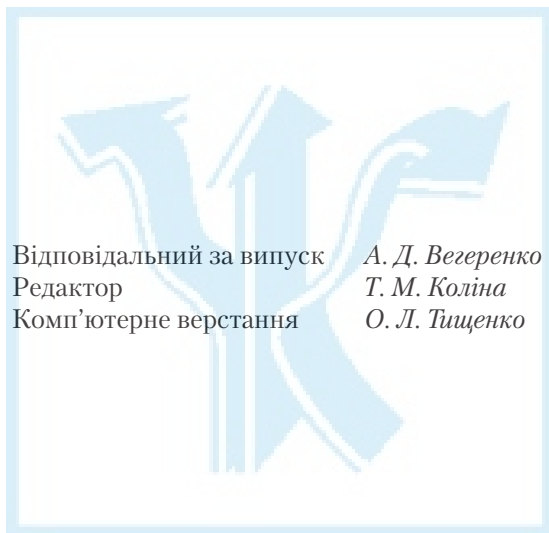 Відповідальний за випуск А. Д. Вегеренко
Редактор Т. М. Коліна
Комп’ютерне верстання О. Л. Тищенко